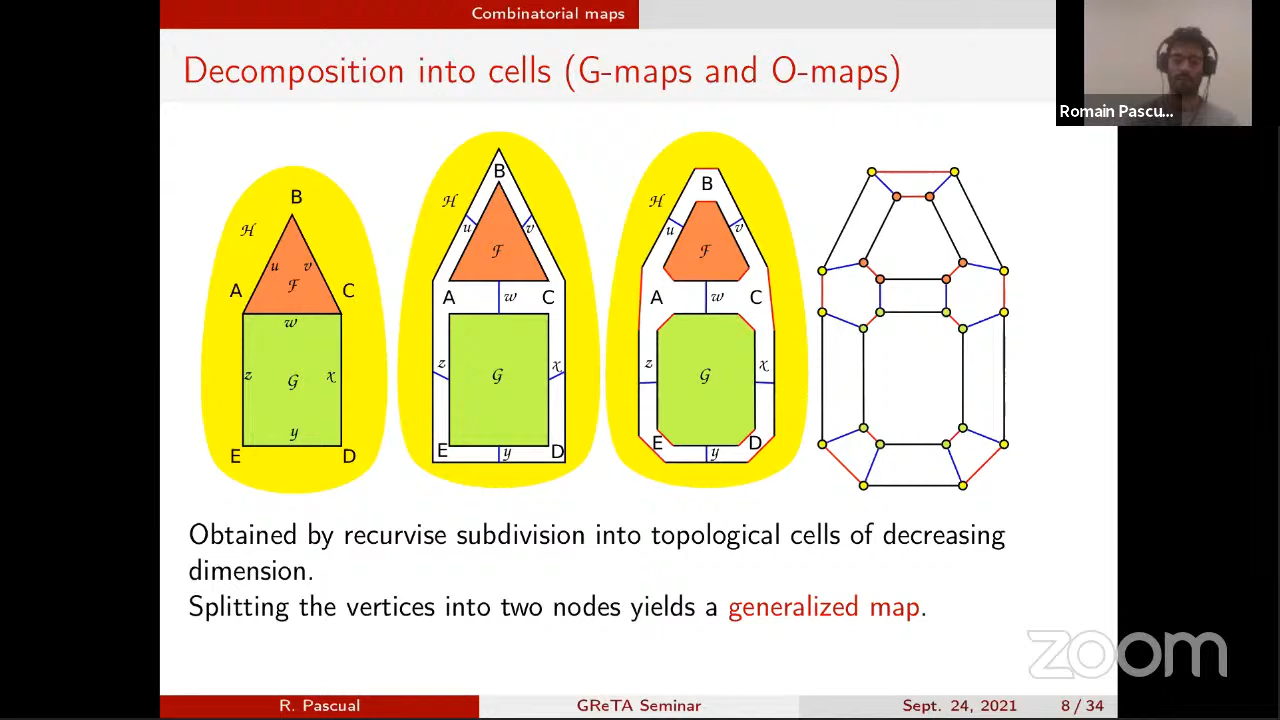 Combinatorial maps
Decomposition into cells (G-maps and O-maps)
Romain Pascu...
B
H
u
v
F
A
C
w
z
G
x
y
E
D
B
H
u
v
F
A
w
C
z
G
x
E
y
D
B
H
u
v
F
A
w
C
z
G
x
E
y
D
Obtained by recurvise subdivision into topological cells of decreasing
dimension.
Splitting the vertices into two nodes yields a generalized map.
zoom
R. Pascual
GReTA Seminar
Sept. 24, 2021
8 / 34